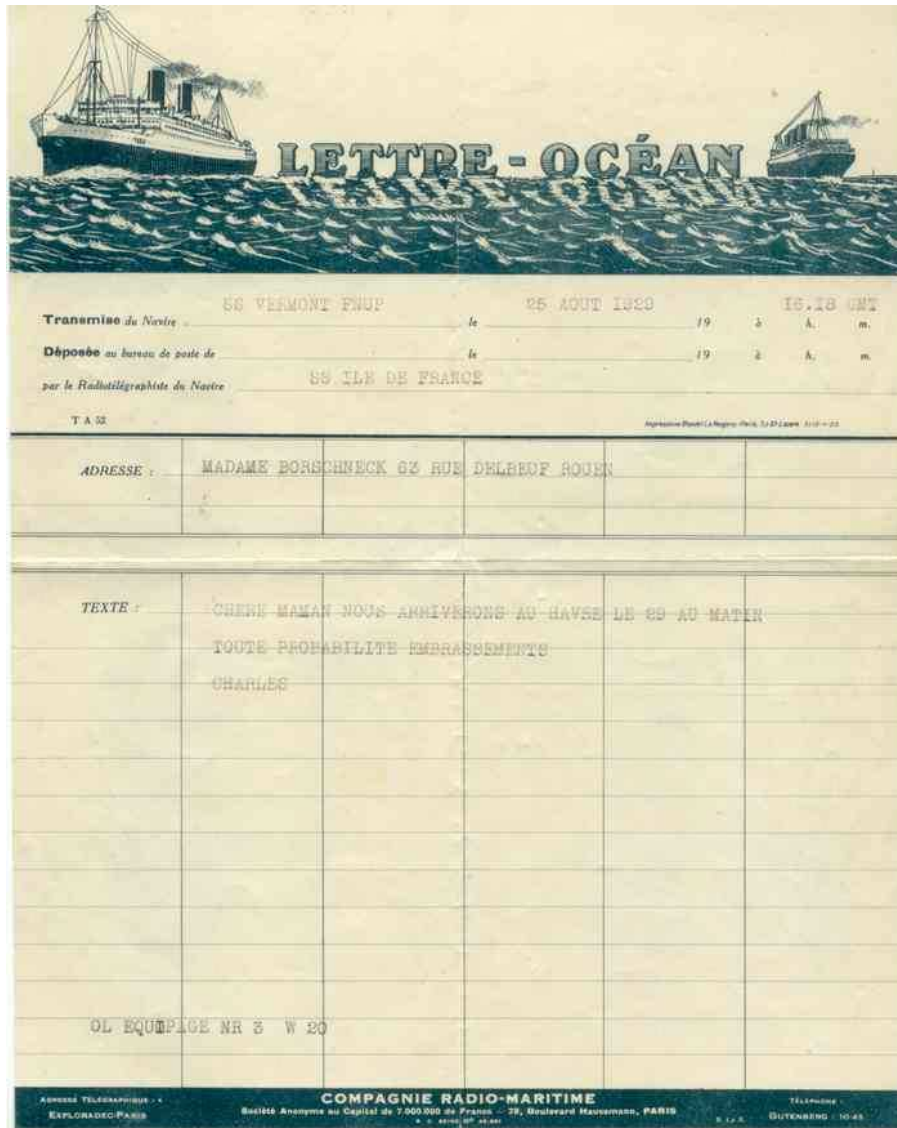 LETTRE - OCÉAN
SS VERMONT FNUP 25 AOUT 1929 16.18 GMT
Transmise du Navire le 19 à h. m.
Déposée au bureau de poste de le 19 à h. m.
par le Radiotélégraphiste du Navire SS ILE DE FRANCE
T A 52
ADRESSE : MADAME BORSCHNECK 63 RUE DELBEUF ROUEN
TEXTE : CHERE MAMAN NOUS ARRIVERONS AU HAVRE LE 29 AU MATIN
TOUTE PROBABILITE EMBRASSEMENTS
CHARLES
OL EQUIPAGE NR 3 W 20
ADRESSE TÉLÉGRAPHIQUE :
EXPLORADEC-PARIS
COMPAGNIE RADIO-MARITIME
Société Anonyme au Capital de 7.000.000 de Francs - 79, Boulevard Haussmann, PARIS
TÉLÉPHONE :
GUTENBERG : 10-45